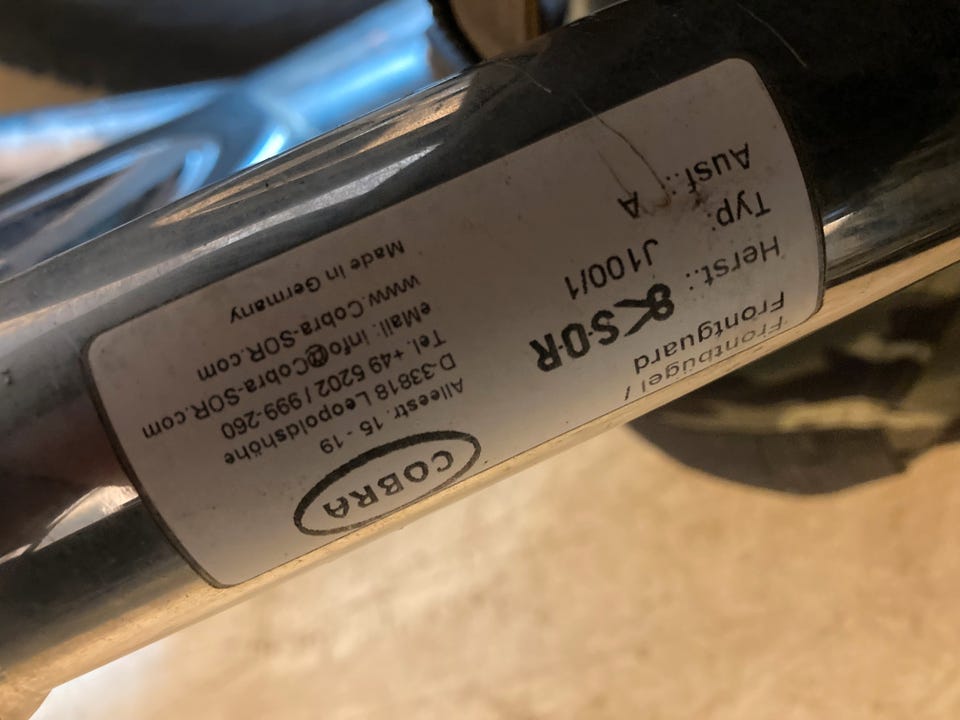 Frontbügel /
Frontguard
Herst.: S·O·R
Typ: J100/1
Ausf.: A
COBRA
Alleestr. 15 - 19
D-33818 Leopoldshöhe
Tel. +49 5202 / 999-260
eMail: info@Cobra-SOR.com
www.Cobra-SOR.com
Made in Germany